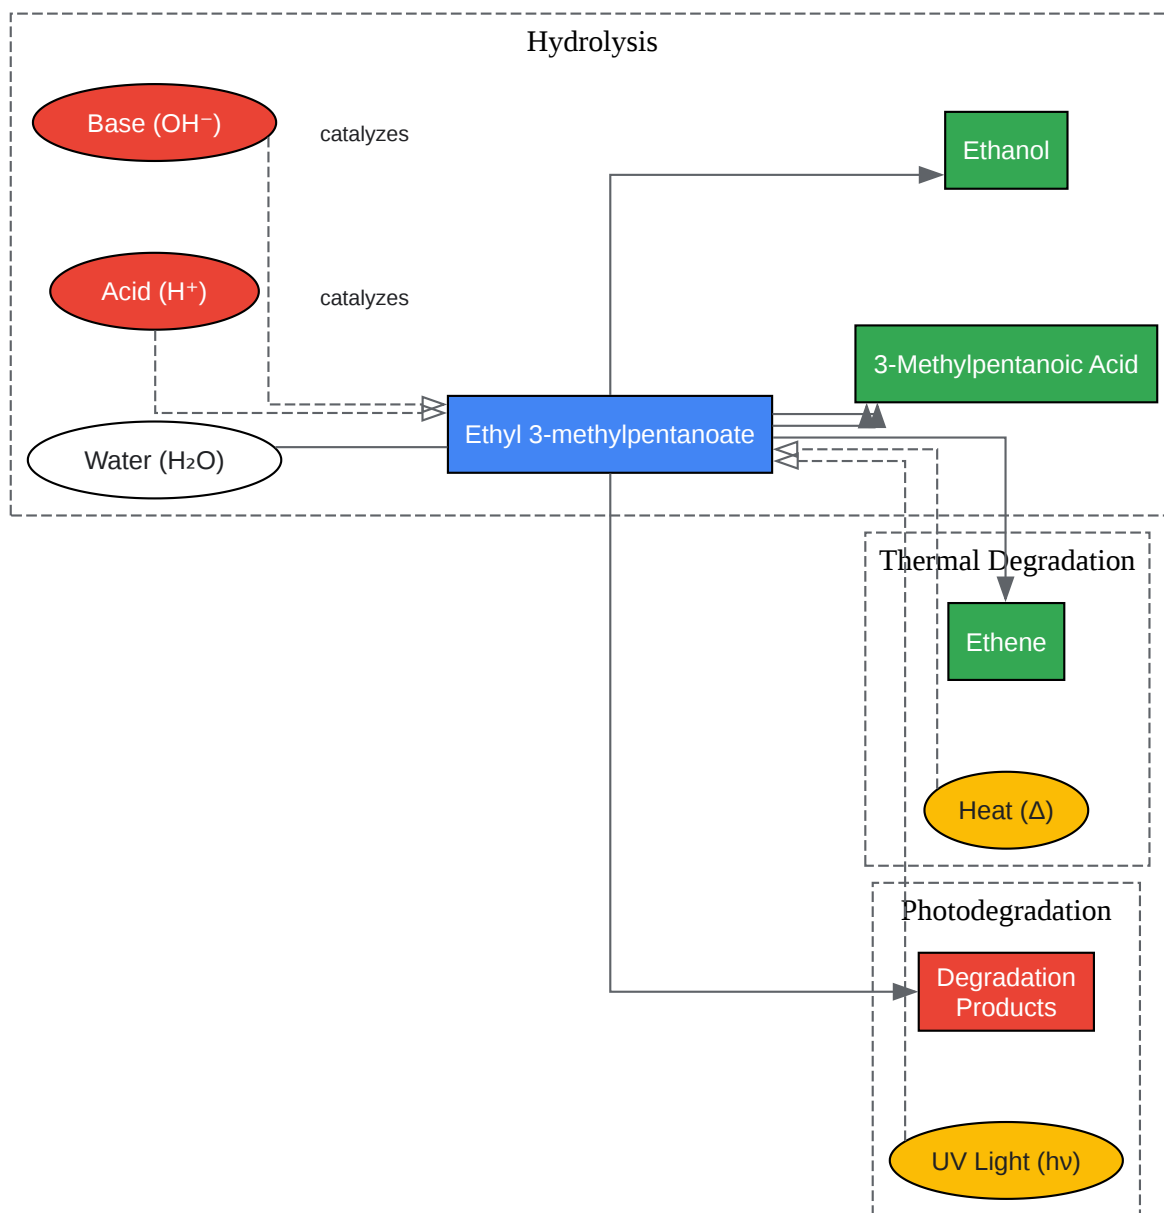 Hydrolysis
Base (OH⁻)
catalyzes
Ethanol
Acid (H⁺)
catalyzes
3-Methylpentanoic Acid
Ethyl 3-methylpentanoate
Water (H₂O)
Thermal Degradation
Ethene
Heat (Δ)
Photodegradation
Degradation
Products
UV Light (hν)